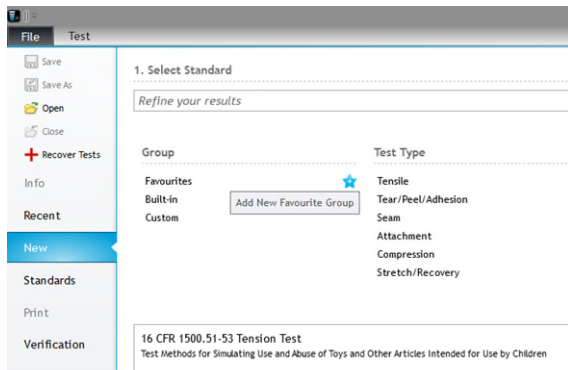 File Test
Save
Save As
Open
Close
Recover Tests
Info
Recent
New
Standards
Print
Verification
1. Select Standard
Refine your results
Group
Favourites
Built-in
Custom
Add New Favourite Group
Test Type
Tensile
Tear/Peel/Adhesion
Seam
Attachment
Compression
Stretch/Recovery
16 CFR 1500.51-53 Tension Test
Test Methods for Simulating Use and Abuse of Toys and Other Articles Intended for Use by Children